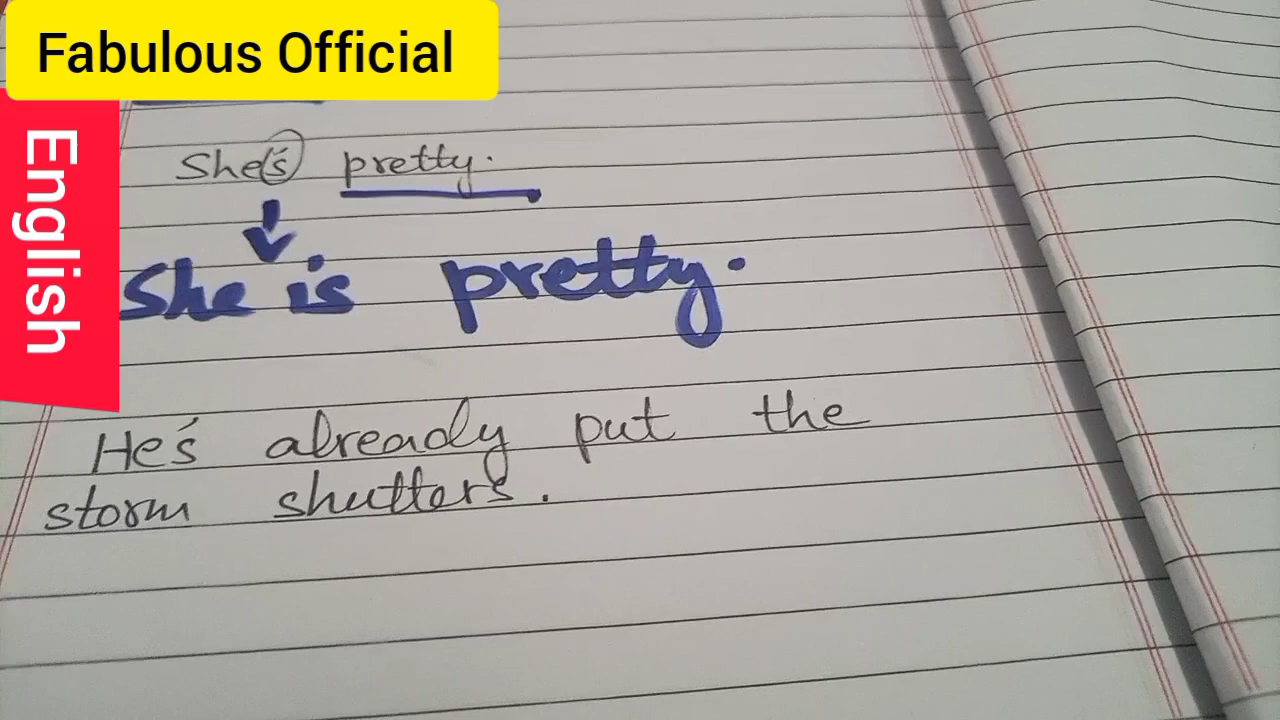 Fabulous Official
English
She's pretty.
She is pretty.
He's already put the
storm shutters.